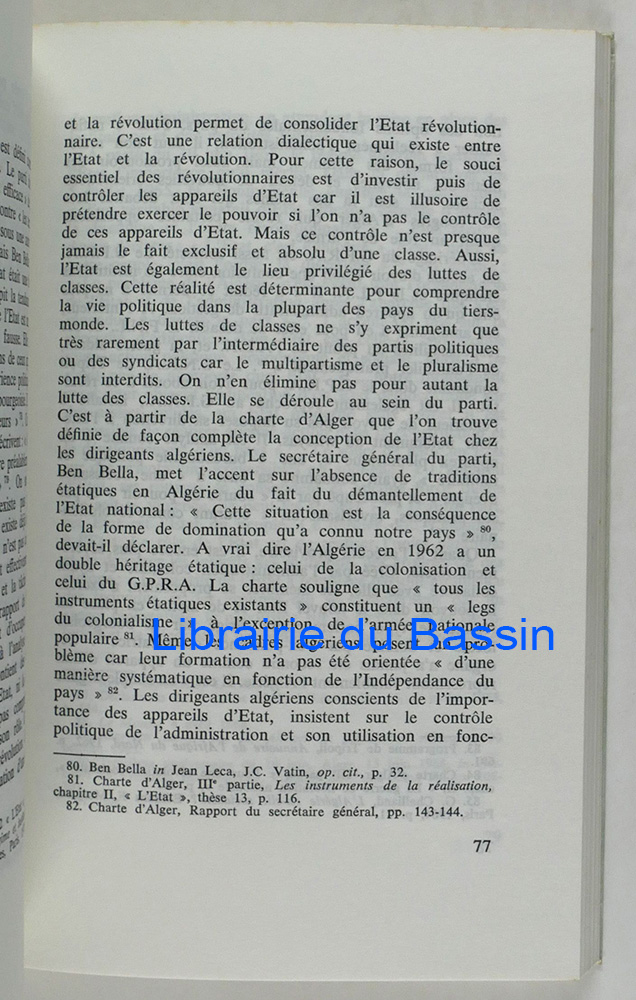 et la révolution permet de consolider l'Etat révolution-
naire. C'est une relation dialectique qui existe entre
l'Etat et la révolution. Pour cette raison, le souci
essentiel des révolutionnaires est d'investir puis de
contrôler les appareils d'Etat car il est illusoire de
prétendre exercer le pouvoir si l'on n'a pas le contrôle
de ces appareils d'Etat. Mais ce contrôle n'est presque
jamais le fait exclusif et absolu d'une classe. Aussi,
l'Etat est également le lieu privilégié des luttes de
classes. Cette réalité est déterminante pour comprendre
la vie politique dans la plupart des pays du tiers-
monde. Les luttes de classes ne s'y expriment que
très rarement par l'intermédiaire des partis politiques
ou des syndicats car le multipartisme et le pluralisme
sont interdits. On n'en élimine pas pour autant la
lutte des classes. Elle se déroule au sein du parti.
C'est à partir de la charte d'Alger que l'on trouve
définie de façon complète la conception de l'Etat chez
les dirigeants algériens. Le secrétaire général du parti,
Ben Bella, met l'accent sur l'absence de traditions
étatiques en Algérie du fait du démantellement de
l'Etat national : « Cette situation est la conséquence
de la forme de domination qu'a connu notre pays » 80,
devait-il déclarer. A vrai dire l'Algérie en 1962 a un
double héritage étatique : celui de la colonisation et
celui du G.P.R.A. La charte souligne que « tous les
instruments étatiques existants » constituent un « legs
du colonialisme » à l'exception de l'armée nationale
populaire 81. Même les cadres algériens posent un pro-
Librairie du Bassin
blème car leur formation n'a pas été orientée « d'une
manière systématique en fonction de l'Indépendance du
pays » 82. Les dirigeants algériens conscients de l'impor-
tance des appareils d'Etat, insistent sur le contrôle
politique de l'administration et son utilisation en fonc-
80. Ben Bella in Jean Leca, J.C. Vatin, op. cit., p. 32.
81. Charte d'Alger, IIIe partie, Les instruments de la réalisation,
chapitre II, « L'Etat », thèse 13, p. 116.
82. Charte d'Alger, Rapport du secrétaire général, pp. 143-144.
77